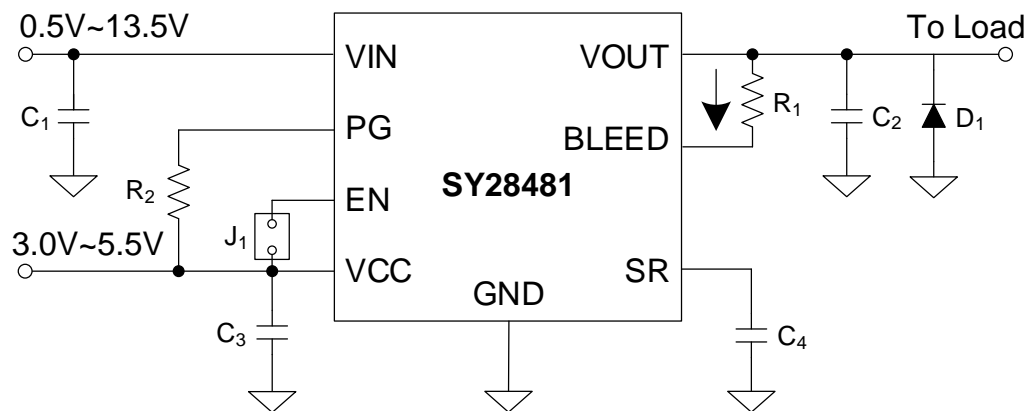 0.5V~13.5V
To Load
VIN
VOUT
C1
PG
R1
C2
D1
BLEED
R2
SY28481
EN
3.0V~5.5V
J1
VCC
SR
GND
C3
C4